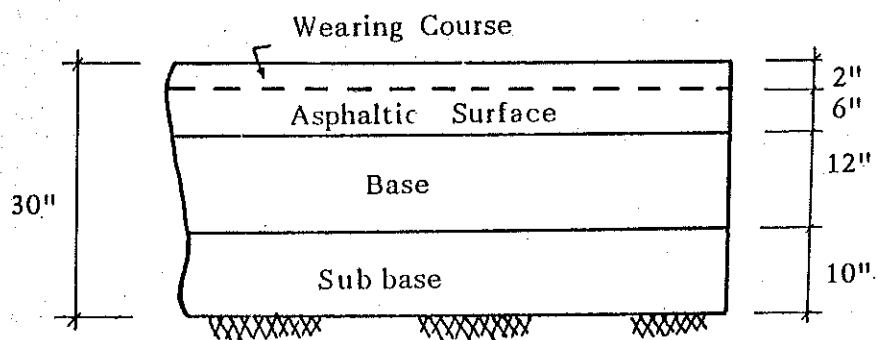 Wearing Course
2"
6"
Asphaltic Surface
12"
Base
30"
10"
Sub base